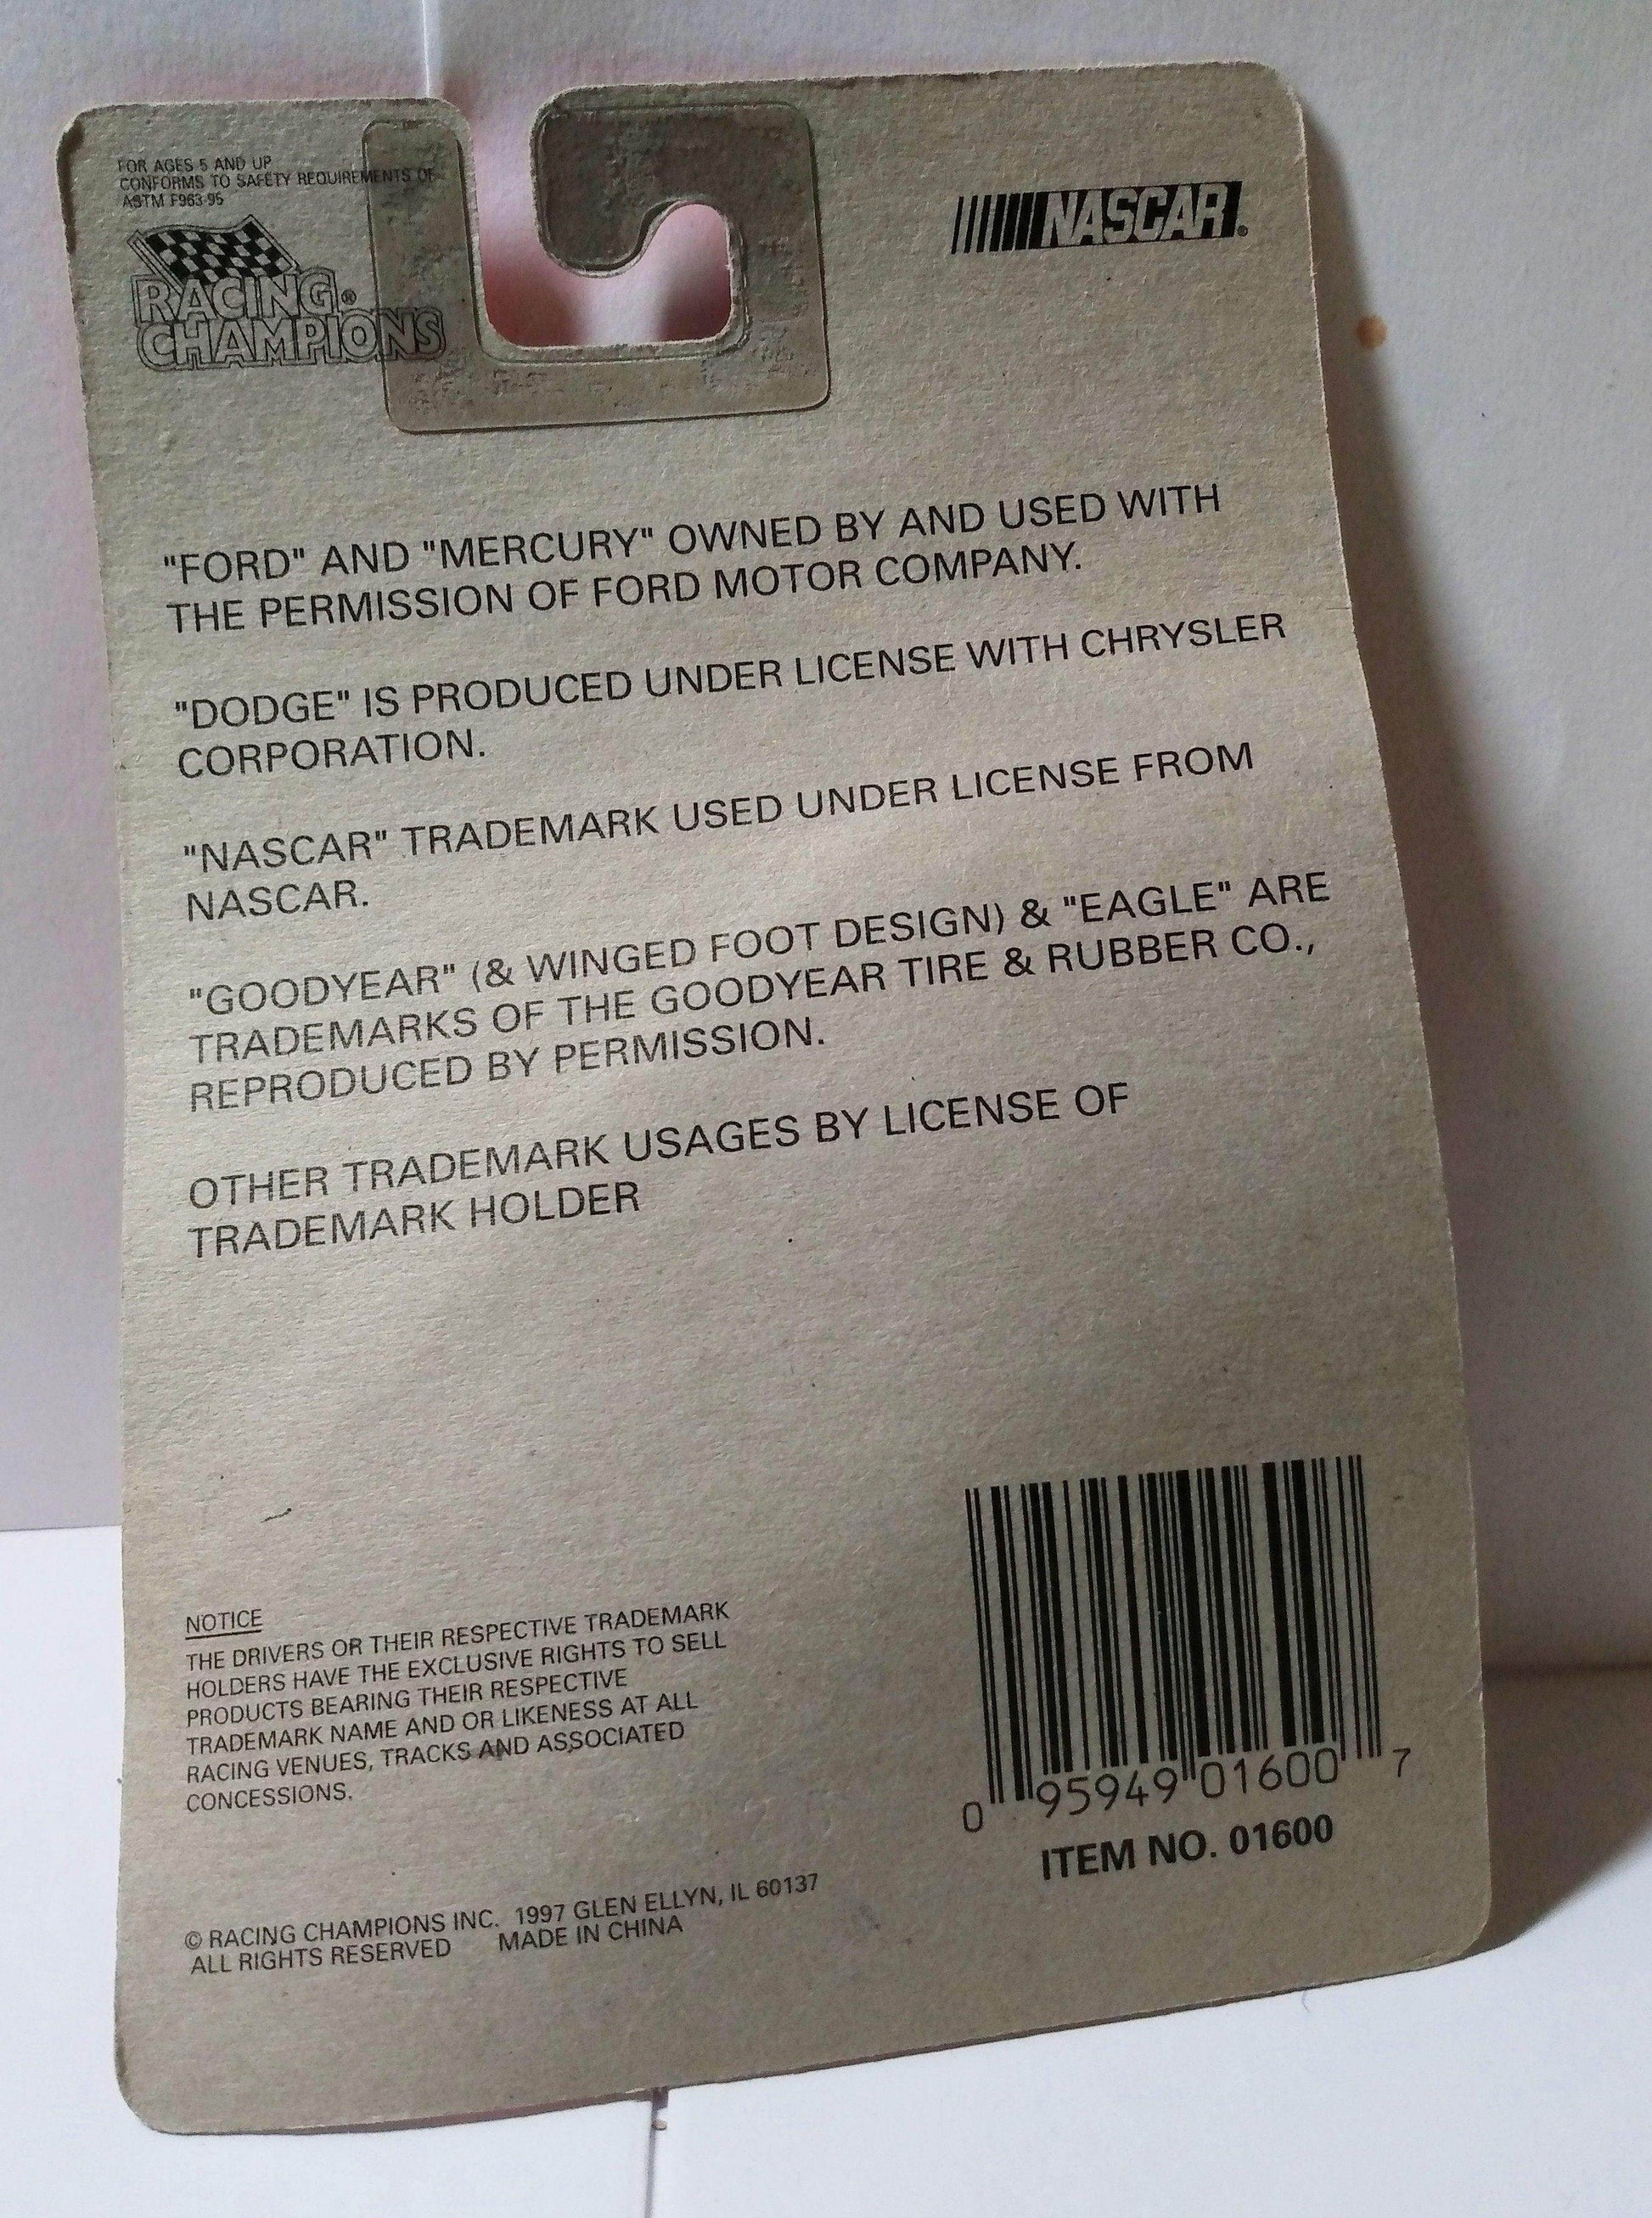 FOR AGES 5 AND UP
CONFORMS TO SAFETY REQUIREMENTS OF
ASTM F963-95
RACING®
CHAMPIONS
NASCAR®
"FORD" AND "MERCURY" OWNED BY AND USED WITH
THE PERMISSION OF FORD MOTOR COMPANY.
"DODGE" IS PRODUCED UNDER LICENSE WITH CHRYSLER
CORPORATION.
"NASCAR" TRADEMARK USED UNDER LICENSE FROM
NASCAR.
"GOODYEAR" (& WINGED FOOT DESIGN) & "EAGLE" ARE
TRADEMARKS OF THE GOODYEAR TIRE & RUBBER CO.,
REPRODUCED BY PERMISSION.
OTHER TRADEMARK USAGES BY LICENSE OF
TRADEMARK HOLDER
NOTICE
THE DRIVERS OR THEIR RESPECTIVE TRADEMARK
HOLDERS HAVE THE EXCLUSIVE RIGHTS TO SELL
PRODUCTS BEARING THEIR RESPECTIVE
TRADEMARK NAME AND OR LIKENESS AT ALL
RACING VENUES, TRACKS AND ASSOCIATED
CONCESSIONS.
0 95949 01600 7
ITEM NO. 01600
© RACING CHAMPIONS INC. 1997 GLEN ELLYN, IL 60137
ALL RIGHTS RESERVED MADE IN CHINA